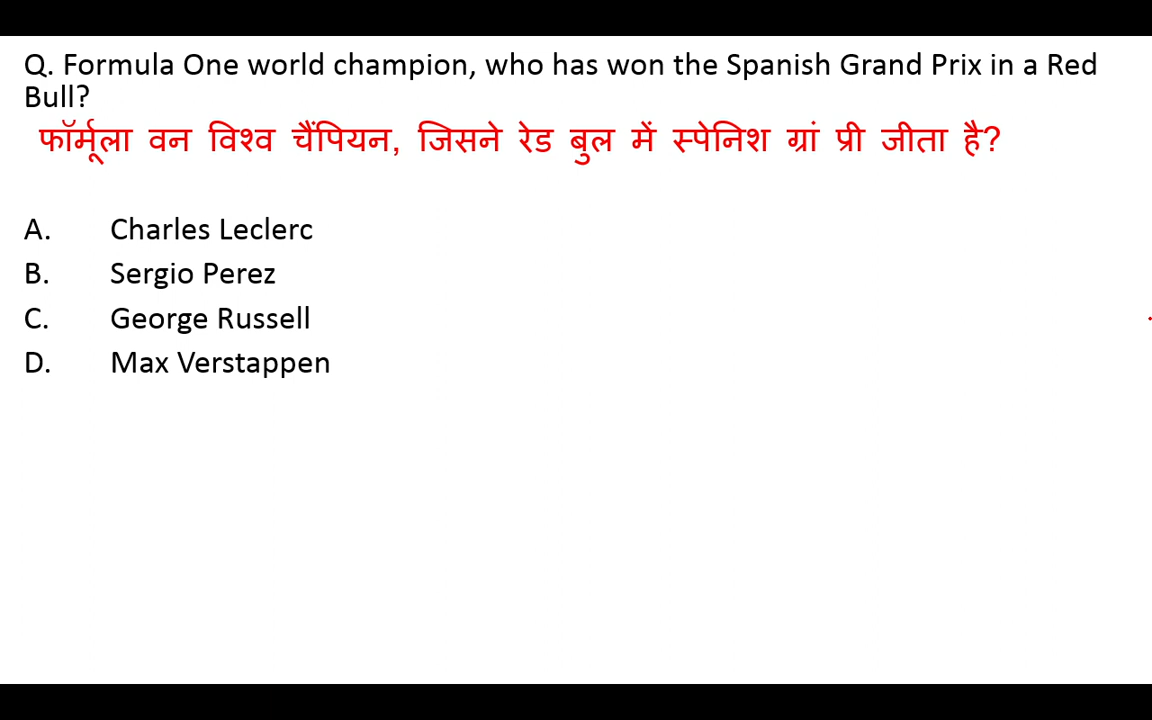 Q. Formula One world champion, who has won the Spanish Grand Prix in a Red
Bull?
फॉर्मूला वन विश्व चैंपियन, जिसने रेड बुल में स्पेनिश ग्रां प्री जीता है?
A. Charles Leclerc
B. Sergio Perez
C. George Russell
D. Max Verstappen